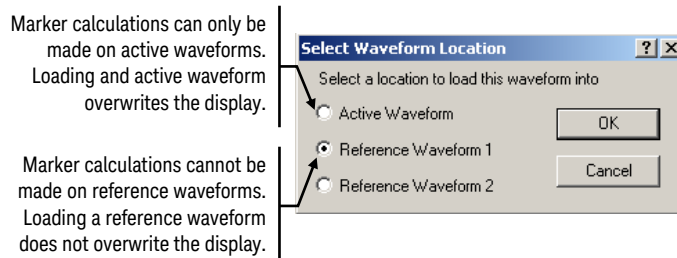 Marker calculations can only be
made on active waveforms.
Loading and active waveform
overwrites the display.
Marker calculations cannot be
made on reference waveforms.
Loading a reference waveform
does not overwrite the display.
Select Waveform Location
Select a location to load this waveform into
Active Waveform
Reference Waveform 1
Reference Waveform 2
OK
Cancel